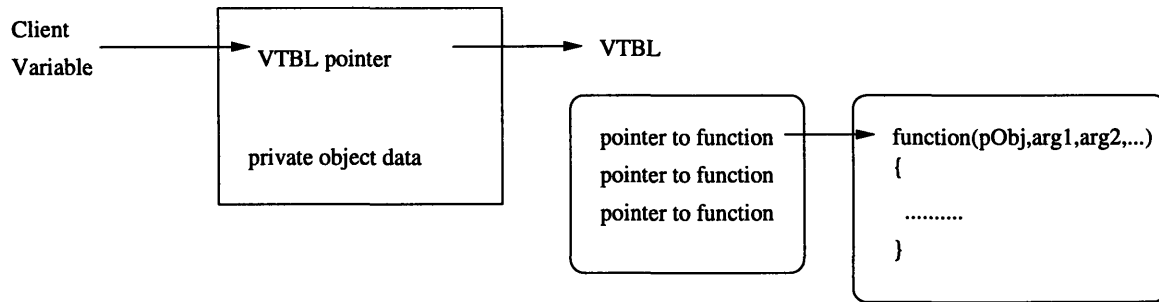 Client
Variable
VTBL pointer
private object data
VTBL
pointer to function
pointer to function
pointer to function
function(pObj,arg1,arg2,...)
{
..........
}